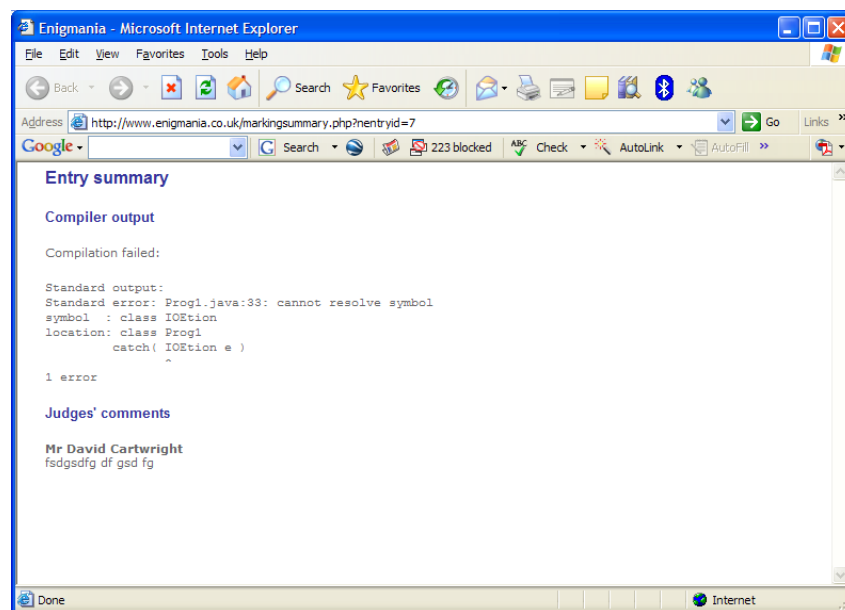 Enigmania - Microsoft Internet Explorer
File Edit View Favorites Tools Help
Back Search Favorites
Address http://www.enigmania.co.uk/markingsummary.php?nentryid=7 Go Links »
Google G Search 223 blocked ABC Check AutoLink AutoFill »
Entry summary
Compiler output
Compilation failed:
Standard output:
Standard error: Prog1.java:33: cannot resolve symbol
symbol : class IOEtion
location: class Prog1
catch( IOEtion e )
^
1 error
Judges' comments
Mr David Cartwright
fsdgsdfg df gsd fg
Done Internet